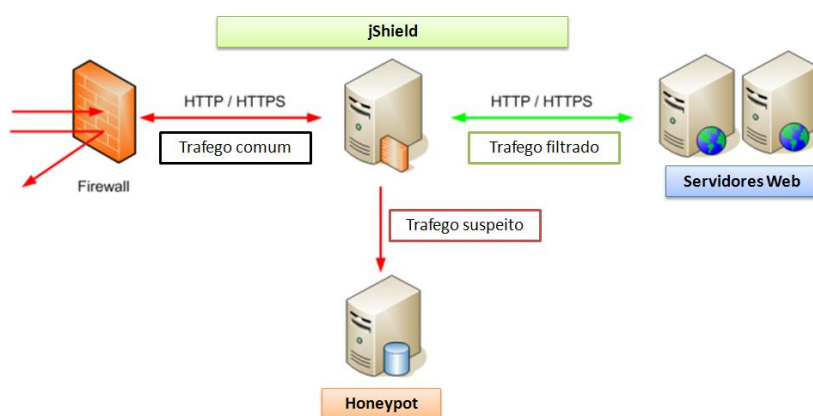 jShield
HTTP / HTTPS
HTTP / HTTPS
Trafego comum
Trafego filtrado
Firewall
Servidores Web
Trafego suspeito
Honeypot